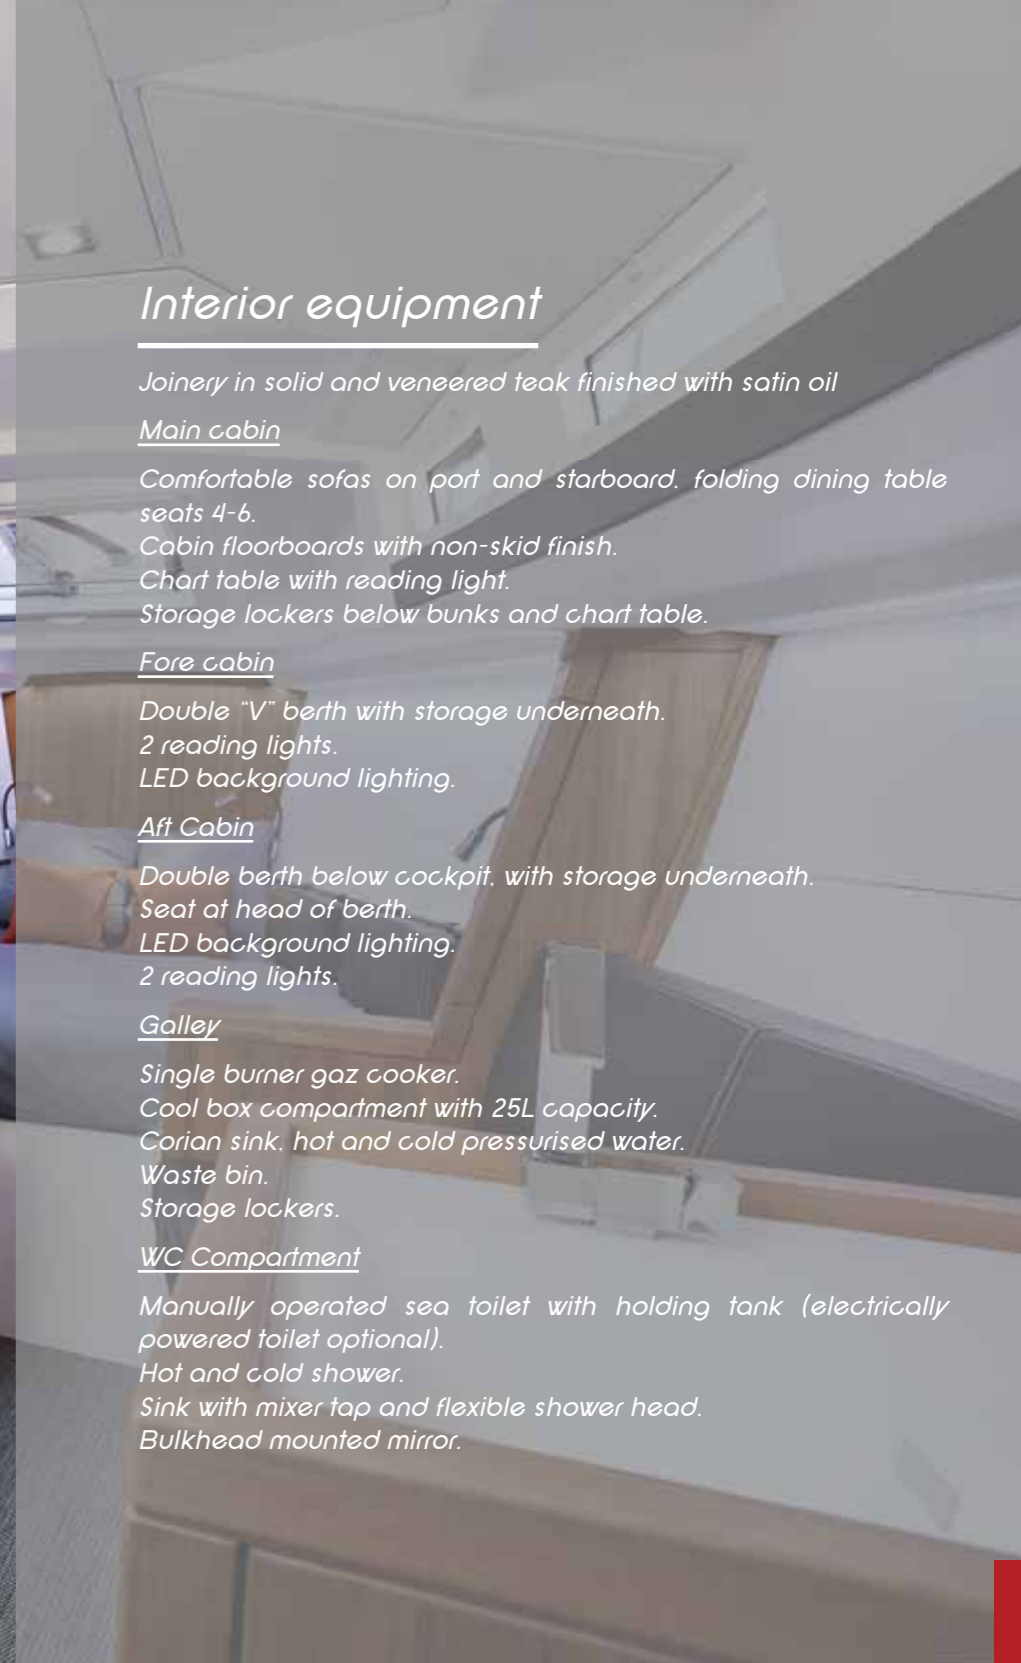 Interior equipment
Joinery in solid and veneered teak finished with satin oil
Main cabin
Comfortable sofas on port and starboard. folding dining table
seats 4-6.
Cabin floorboards with non-skid finish.
Chart table with reading light.
Storage lockers below bunks and chart table.
Fore cabin
Double “V” berth with storage underneath.
2 reading lights.
LED background lighting.
Aft Cabin
Double berth below cockpit, with storage underneath.
Seat at head of berth.
LED background lighting.
2 reading lights.
Galley
Single burner gaz cooker.
Cool box compartment with 25L capacity.
Corian sink, hot and cold pressurised water.
Waste bin.
Storage lockers.
WC Compartment
Manually operated sea toilet with holding tank (electrically
powered toilet optional).
Hot and cold shower.
Sink with mixer tap and flexible shower head.
Bulkhead mounted mirror.